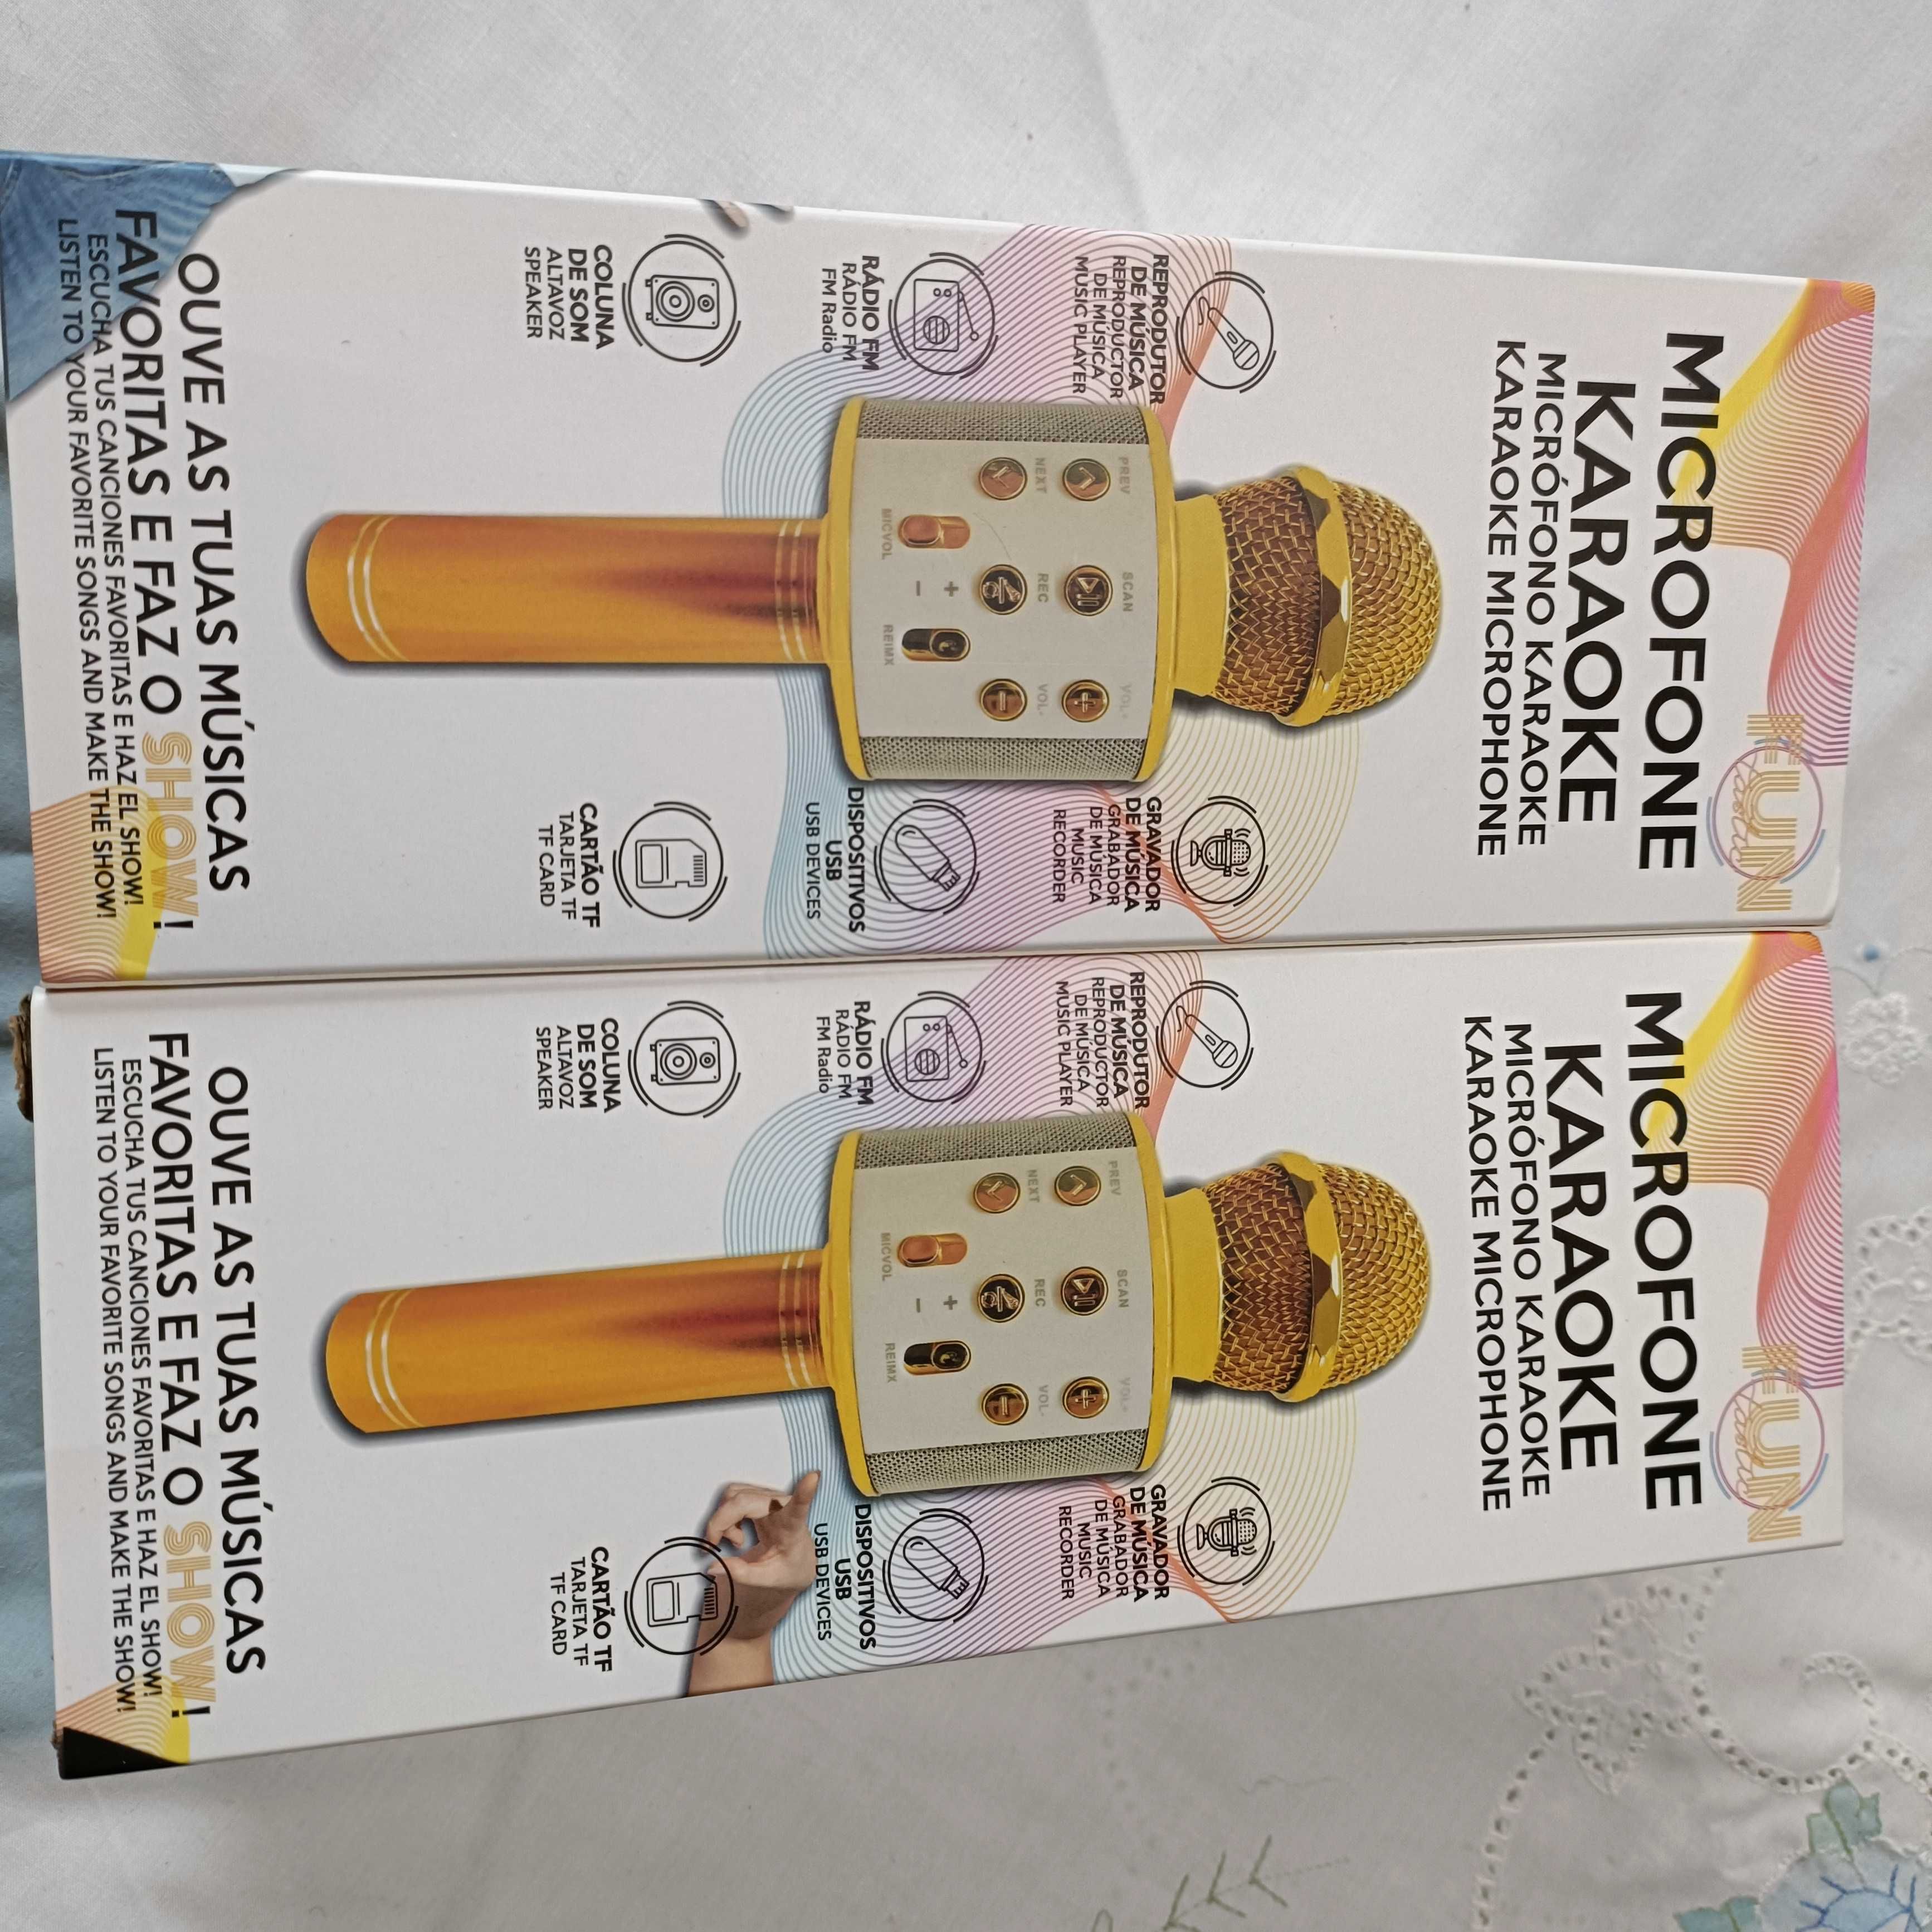 FUN
tastic
MICROFONE
KARAOKE
MICRÓFONO KARAOKE
KARAOKE MICROPHONE
REPRODUTOR
DE MÚSICA
REPRODUCTOR
DE MÚSICA
MUSIC PLAYER
GRAVADOR
DE MÚSICA
GRABADOR
DE MÚSICA
MUSIC
RECORDER
PREV
SCAN
VOL+
NEXT
REC
VOL-
+
-
MICVOL
REIMX
RÁDIO FM
RÁDIO FM
FM Radio
DISPOSITIVOS
USB
USB DEVICES
COLUNA
DE SOM
ALTAVOZ
SPEAKER
CARTÃO TF
TARJETA TF
TF CARD
OUVE AS TUAS MÚSICAS
FAVORITAS E FAZ O SHOW!
ESCUCHA TUS CANCIONES FAVORITAS E HAZ EL SHOW!
LISTEN TO YOUR FAVORITE SONGS AND MAKE THE SHOW!
FUN
tastic
MICROFONE
KARAOKE
MICRÓFONO KARAOKE
KARAOKE MICROPHONE
REPRODUTOR
DE MÚSICA
REPRODUCTOR
DE MÚSICA
MUSIC PLAYER
GRAVADOR
DE MÚSICA
GRABADOR
DE MÚSICA
MUSIC
RECORDER
PREV
SCAN
VOL+
NEXT
REC
VOL-
+
-
MICVOL
REIMX
RÁDIO FM
RÁDIO FM
FM Radio
DISPOSITIVOS
USB
USB DEVICES
COLUNA
DE SOM
ALTAVOZ
SPEAKER
CARTÃO TF
TARJETA TF
TF CARD
OUVE AS TUAS MÚSICAS
FAVORITAS E FAZ O SHOW!
ESCUCHA TUS CANCIONES FAVORITAS E HAZ EL SHOW!
LISTEN TO YOUR FAVORITE SONGS AND MAKE THE SHOW!